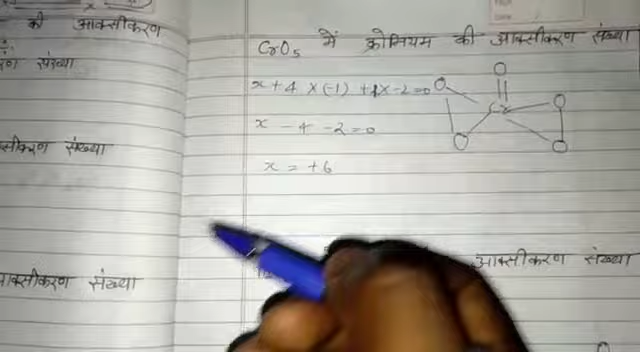 की आक्सीकरण
संख्या
संख्या
आक्सीकरण संख्या
CrO5 में क्रोमियम की आक्सीकरण संख्या
x + 4 × (-1) + 1 × -2 = 0
x - 4 - 2 = 0
x = +6
O
O
Cr
O
O
O
आक्सीकरण संख्या